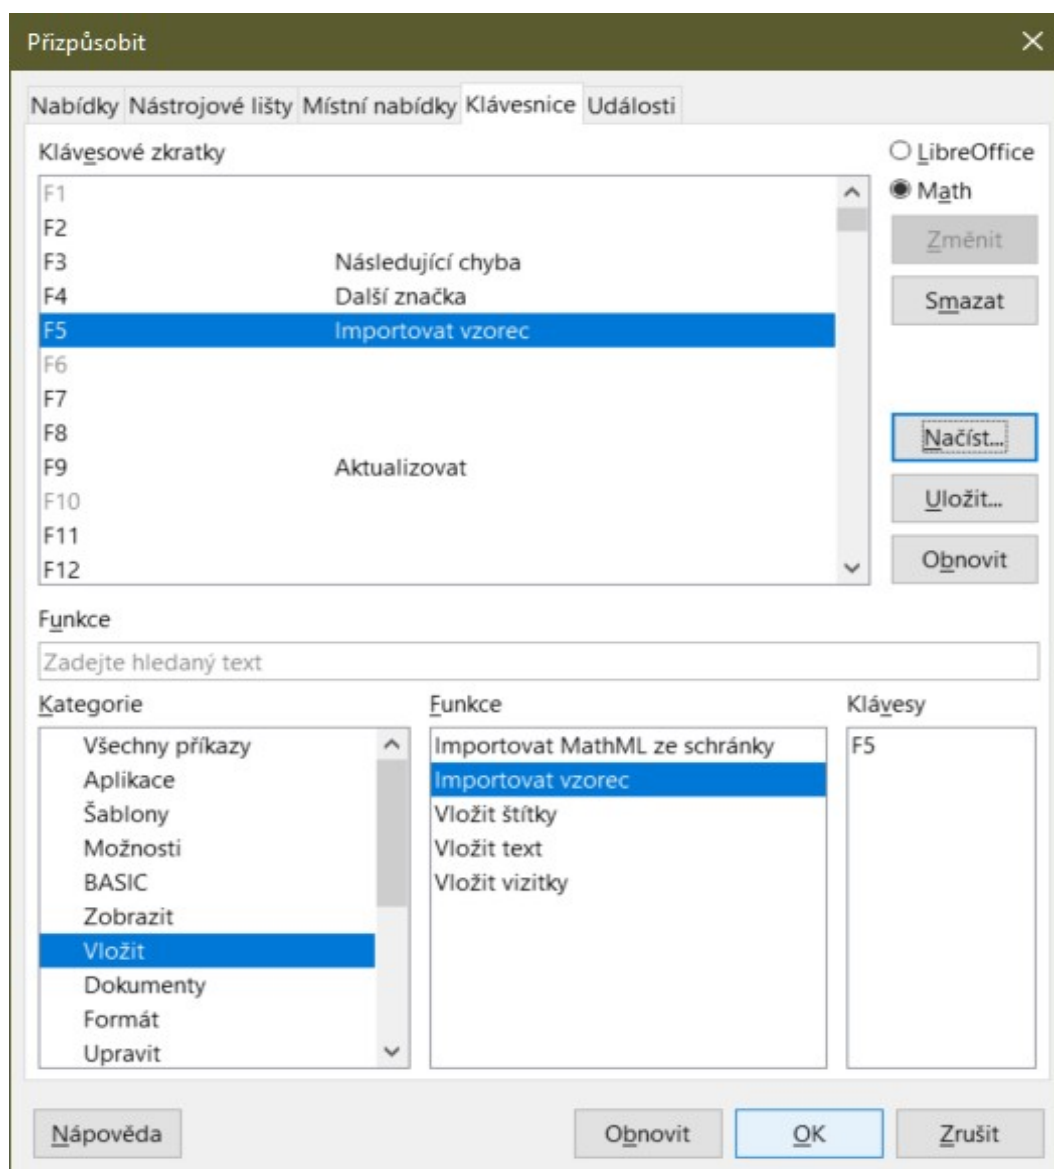 Přizpůsobit
Nabídky Nástrojové lišty Místní nabídky Klávesnice Události
Klávesové zkratky
LibreOffice
Math
F1
F2
F3 Následující chyba
F4 Další značka
F5 Importovat vzorec
F6
F7
F8
F9 Aktualizovat
F10
F11
F12
Změnit
Smazat
Načíst...
Uložit...
Obnovit
Funkce
Zadejte hledaný text
Kategorie
Všechny příkazy
Aplikace
Šablony
Možnosti
BASIC
Zobrazit
Vložit
Dokumenty
Formát
Upravit
Funkce
Importovat MathML ze schránky
Importovat vzorec
Vložit štítky
Vložit text
Vložit vizitky
Klávesy
F5
Nápověda Obnovit OK Zrušit